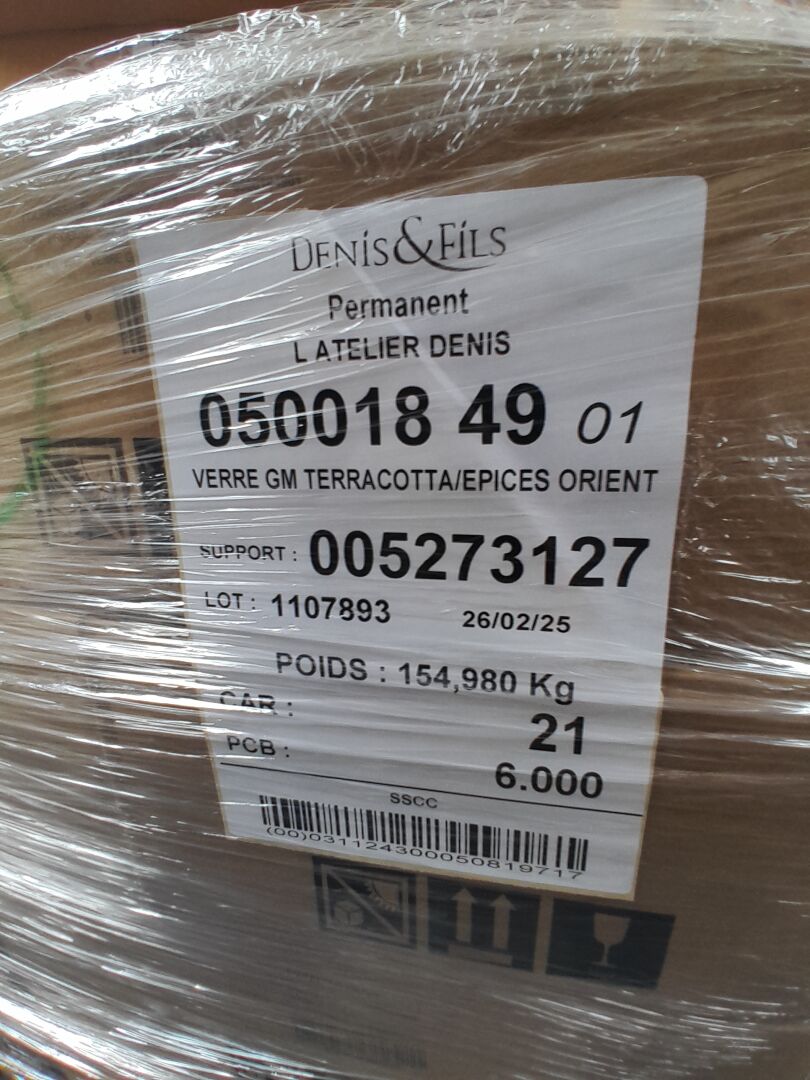 DENIS&FILS
Permanent
L ATELIER DENIS
050018 49 01
VERRE GM TERRACOTTA/EPICES ORIENT
SUPPORT : 005273127
LOT : 1107893 26/02/25
POIDS : 154,980 Kg
CAR : 21
PCB : 6.000
SSCC
(00)031124300050819717